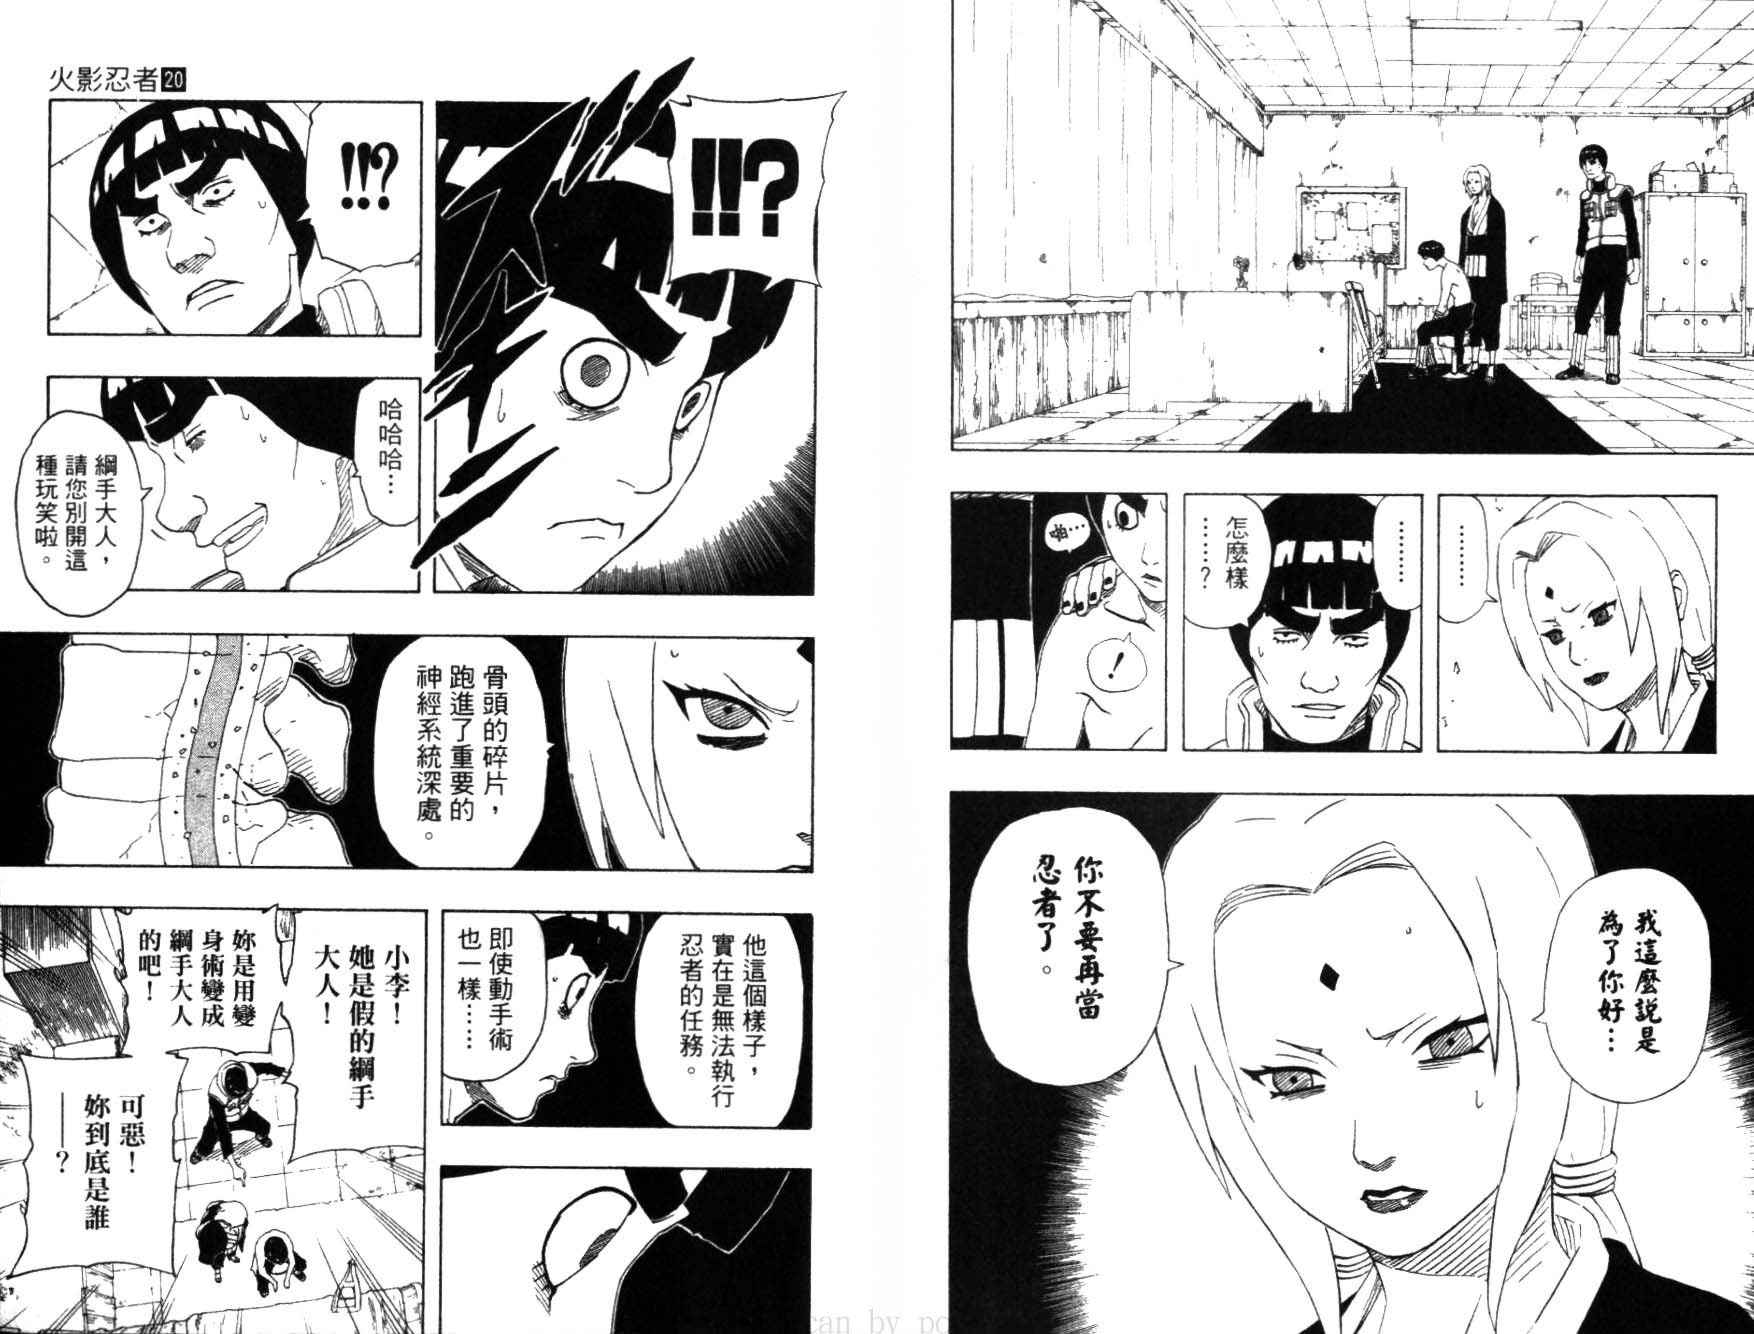 …………
…………
怎麼樣
……?
啪…
!
我這麼說是
為了你好…
你不要再當
忍者了。
火影忍者20
!!?
!!?
哈哈哈…
綱手大人，
請您別開這
種玩笑啦。
骨頭的碎片，
跑進了重要的
神經系統深處。
他這個樣子，
實在是無法執行
忍者的任務。
即使動手術
也一樣……
小李!
她是假的綱手
大人!
妳是用變
身術變成
綱手大人
的吧!
可惡!
妳到底是誰
——?
can by po